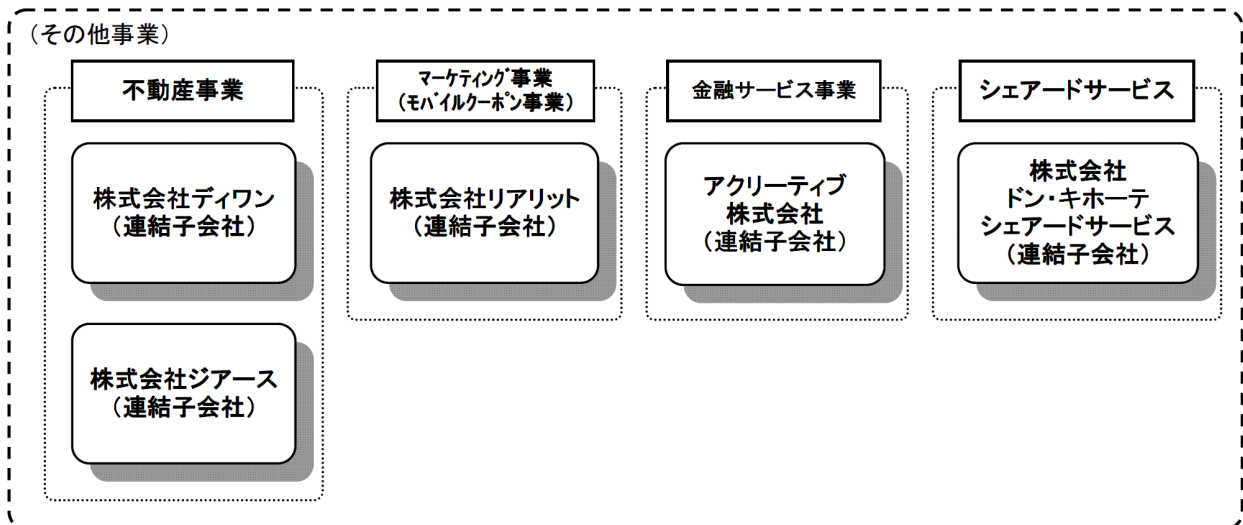 (その他事業)
不動産事業
株式会社ディワン
(連結子会社)
株式会社ジアース
(連結子会社)
マーケティング事業
(モバイルクーポン事業)
株式会社リアリット
(連結子会社)
金融サービス事業
アクリーティブ
株式会社
(連結子会社)
シェアードサービス
株式会社
ドン・キホーテ
シェアードサービス
(連結子会社)